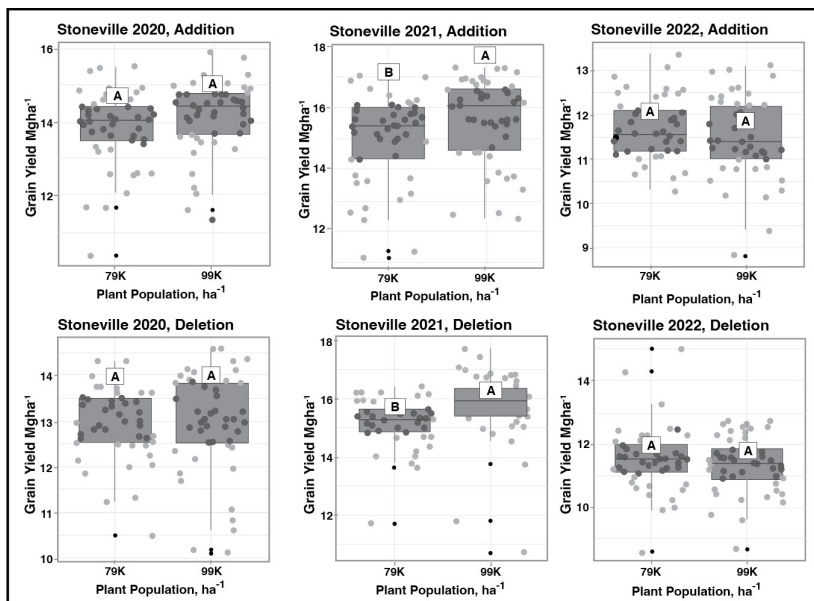 Stoneville 2020, Addition
Grain Yield Mgha⁻¹
16
14
12
A
A
79K
99K
Plant Population, ha⁻¹
Stoneville 2021, Addition
Grain Yield Mgha⁻¹
18
16
14
12
B
A
79K
99K
Plant Population, ha⁻¹
Stoneville 2022, Addition
Grain Yield Mgha⁻¹
13
12
11
10
9
A
A
79K
99K
Plant Population, ha⁻¹
Stoneville 2020, Deletion
Grain Yield Mgha⁻¹
14
13
12
11
10
A
A
79K
99K
Plant Population, ha⁻¹
Stoneville 2021, Deletion
Grain Yield Mgha⁻¹
18
16
14
12
B
A
79K
99K
Plant Population, ha⁻¹
Stoneville 2022, Deletion
Grain Yield Mgha⁻¹
14
12
10
A
A
79K
99K
Plant Population, ha⁻¹